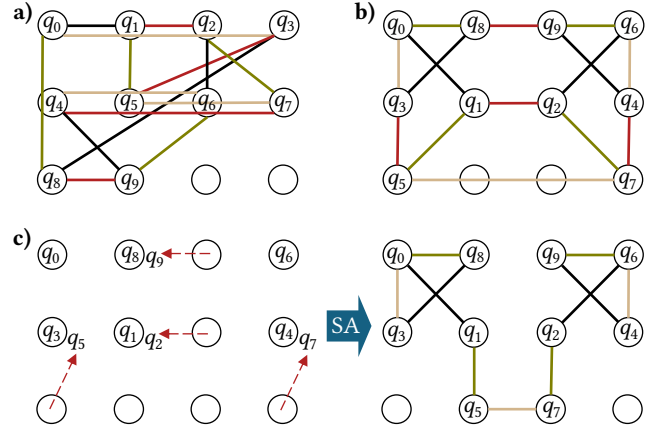 a)
q0 q1 q2 q3
q4 q5 q6 q7
q8 q9
b)
q0 q8 q9 q6
q3 q1 q2 q4
q5 q7
c)
q0 q8 q9 q6
q3 q5 q1 q2 q4 q7
SA
q0 q8 q9 q6
q3 q1 q2 q4
q5 q7